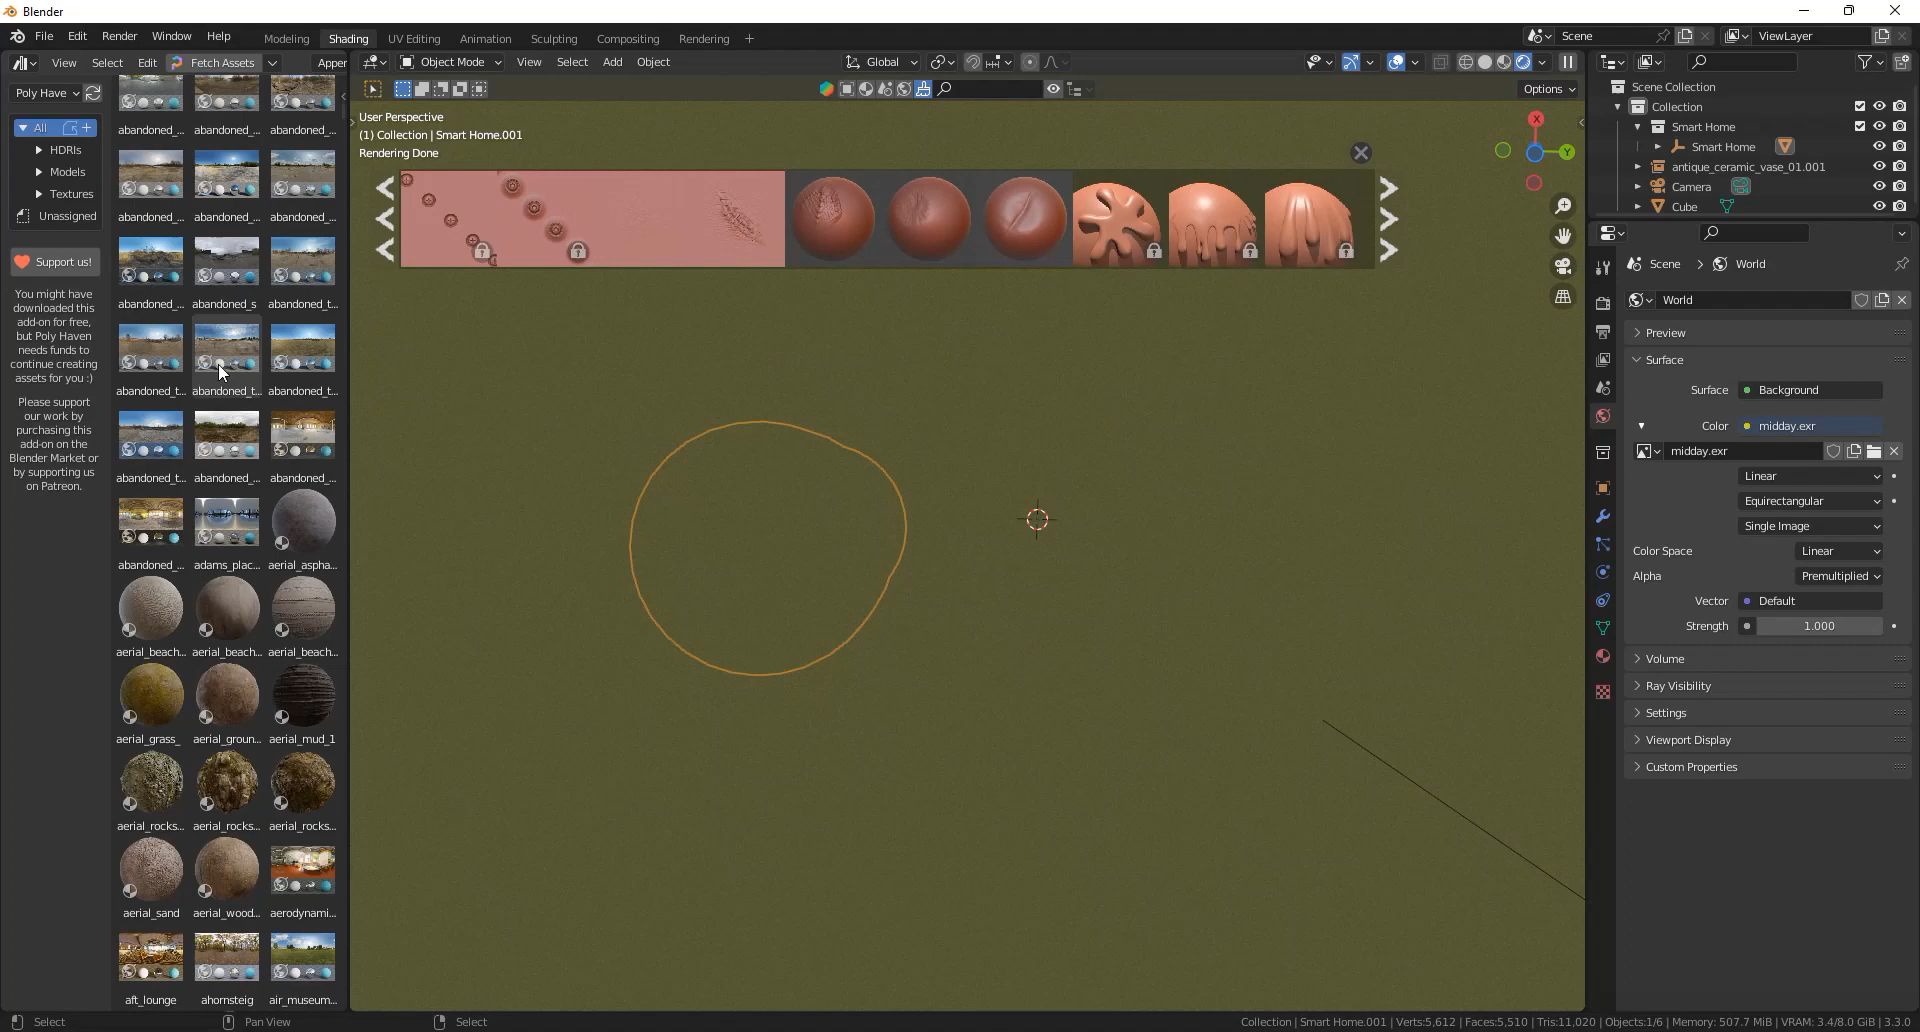 Blender
File Edit Render Window Help
Modeling Shading UV Editing Animation Sculpting Compositing Rendering
Scene
ViewLayer
View Select Edit Fetch Assets Apper
Object Mode View Select Add Object
Global
Options
Poly Have
All
HDRIs
Models
Textures
Unassigned
Support us!
You might have
downloaded this
add-on for free,
but Poly Haven
needs funds to
continue creating
assets for you :)
Please support
our work by
purchasing this
add-on on the
Blender Market or
by supporting us
on Patreon.
abandoned_... abandoned_... abandoned_...
abandoned_... abandoned_... abandoned_...
abandoned_... abandoned_s abandoned_t...
abandoned_t... abandoned_t... abandoned_t...
abandoned_t... abandoned_... abandoned_...
abandoned_... adams_plac... aerial_aspha...
aerial_beach... aerial_beach... aerial_beach...
aerial_grass_ aerial_groun... aerial_mud_1
aerial_rocks... aerial_rocks... aerial_rocks...
aerial_sand aerial_wood... aerodynami...
aft_lounge ahornsteig air_museum...
User Perspective
(1) Collection | Smart Home.001
Rendering Done
X
Y
Scene Collection
Collection
Smart Home
Smart Home
antique_ceramic_vase_01.001
Camera
Cube
Scene > World
World
Preview
Surface
Surface Background
Color midday.exr
midday.exr
Linear
Equirectangular
Single Image
Color Space Linear
Alpha Premultiplied
Vector Default
Strength 1.000
Volume
Ray Visibility
Settings
Viewport Display
Custom Properties
Select Pan View Select
Collection | Smart Home.001 | Verts:5,612 | Faces:5,510 | Tris:11,020 | Objects:1/6 | Memory: 507.7 MiB | VRAM: 3.4/8.0 GiB | 3.3.0